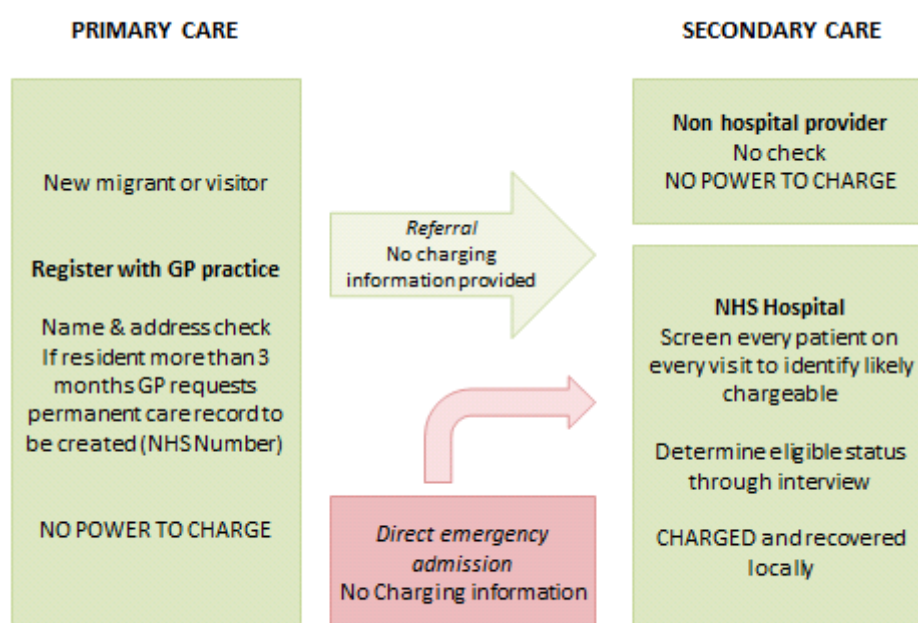 PRIMARY CARE
New migrant or visitor
Register with GP practice
Name & address check
If resident more than 3
months GP requests
permanent care record to
be created (NHS Number)
NO POWER TO CHARGE
Referral
No charging
information provided
Direct emergency
admission
No Charging information
SECONDARY CARE
Non hospital provider
No check
NO POWER TO CHARGE
NHS Hospital
Screen every patient on
every visit to identify likely
chargeable
Determine eligible status
through interview
CHARGED and recovered
locally